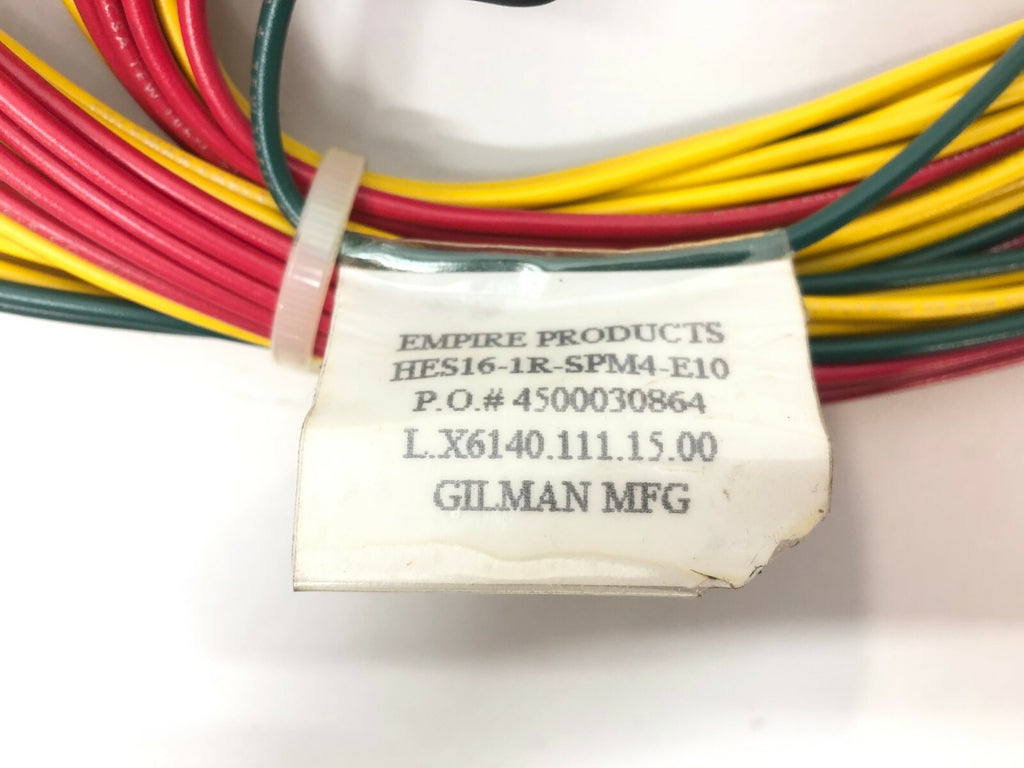 EMPIRE PRODUCTS
HES16-1R-SPM4-E10
P.O.# 4500030864
L.X6140.111.15.00
GILMAN MFG